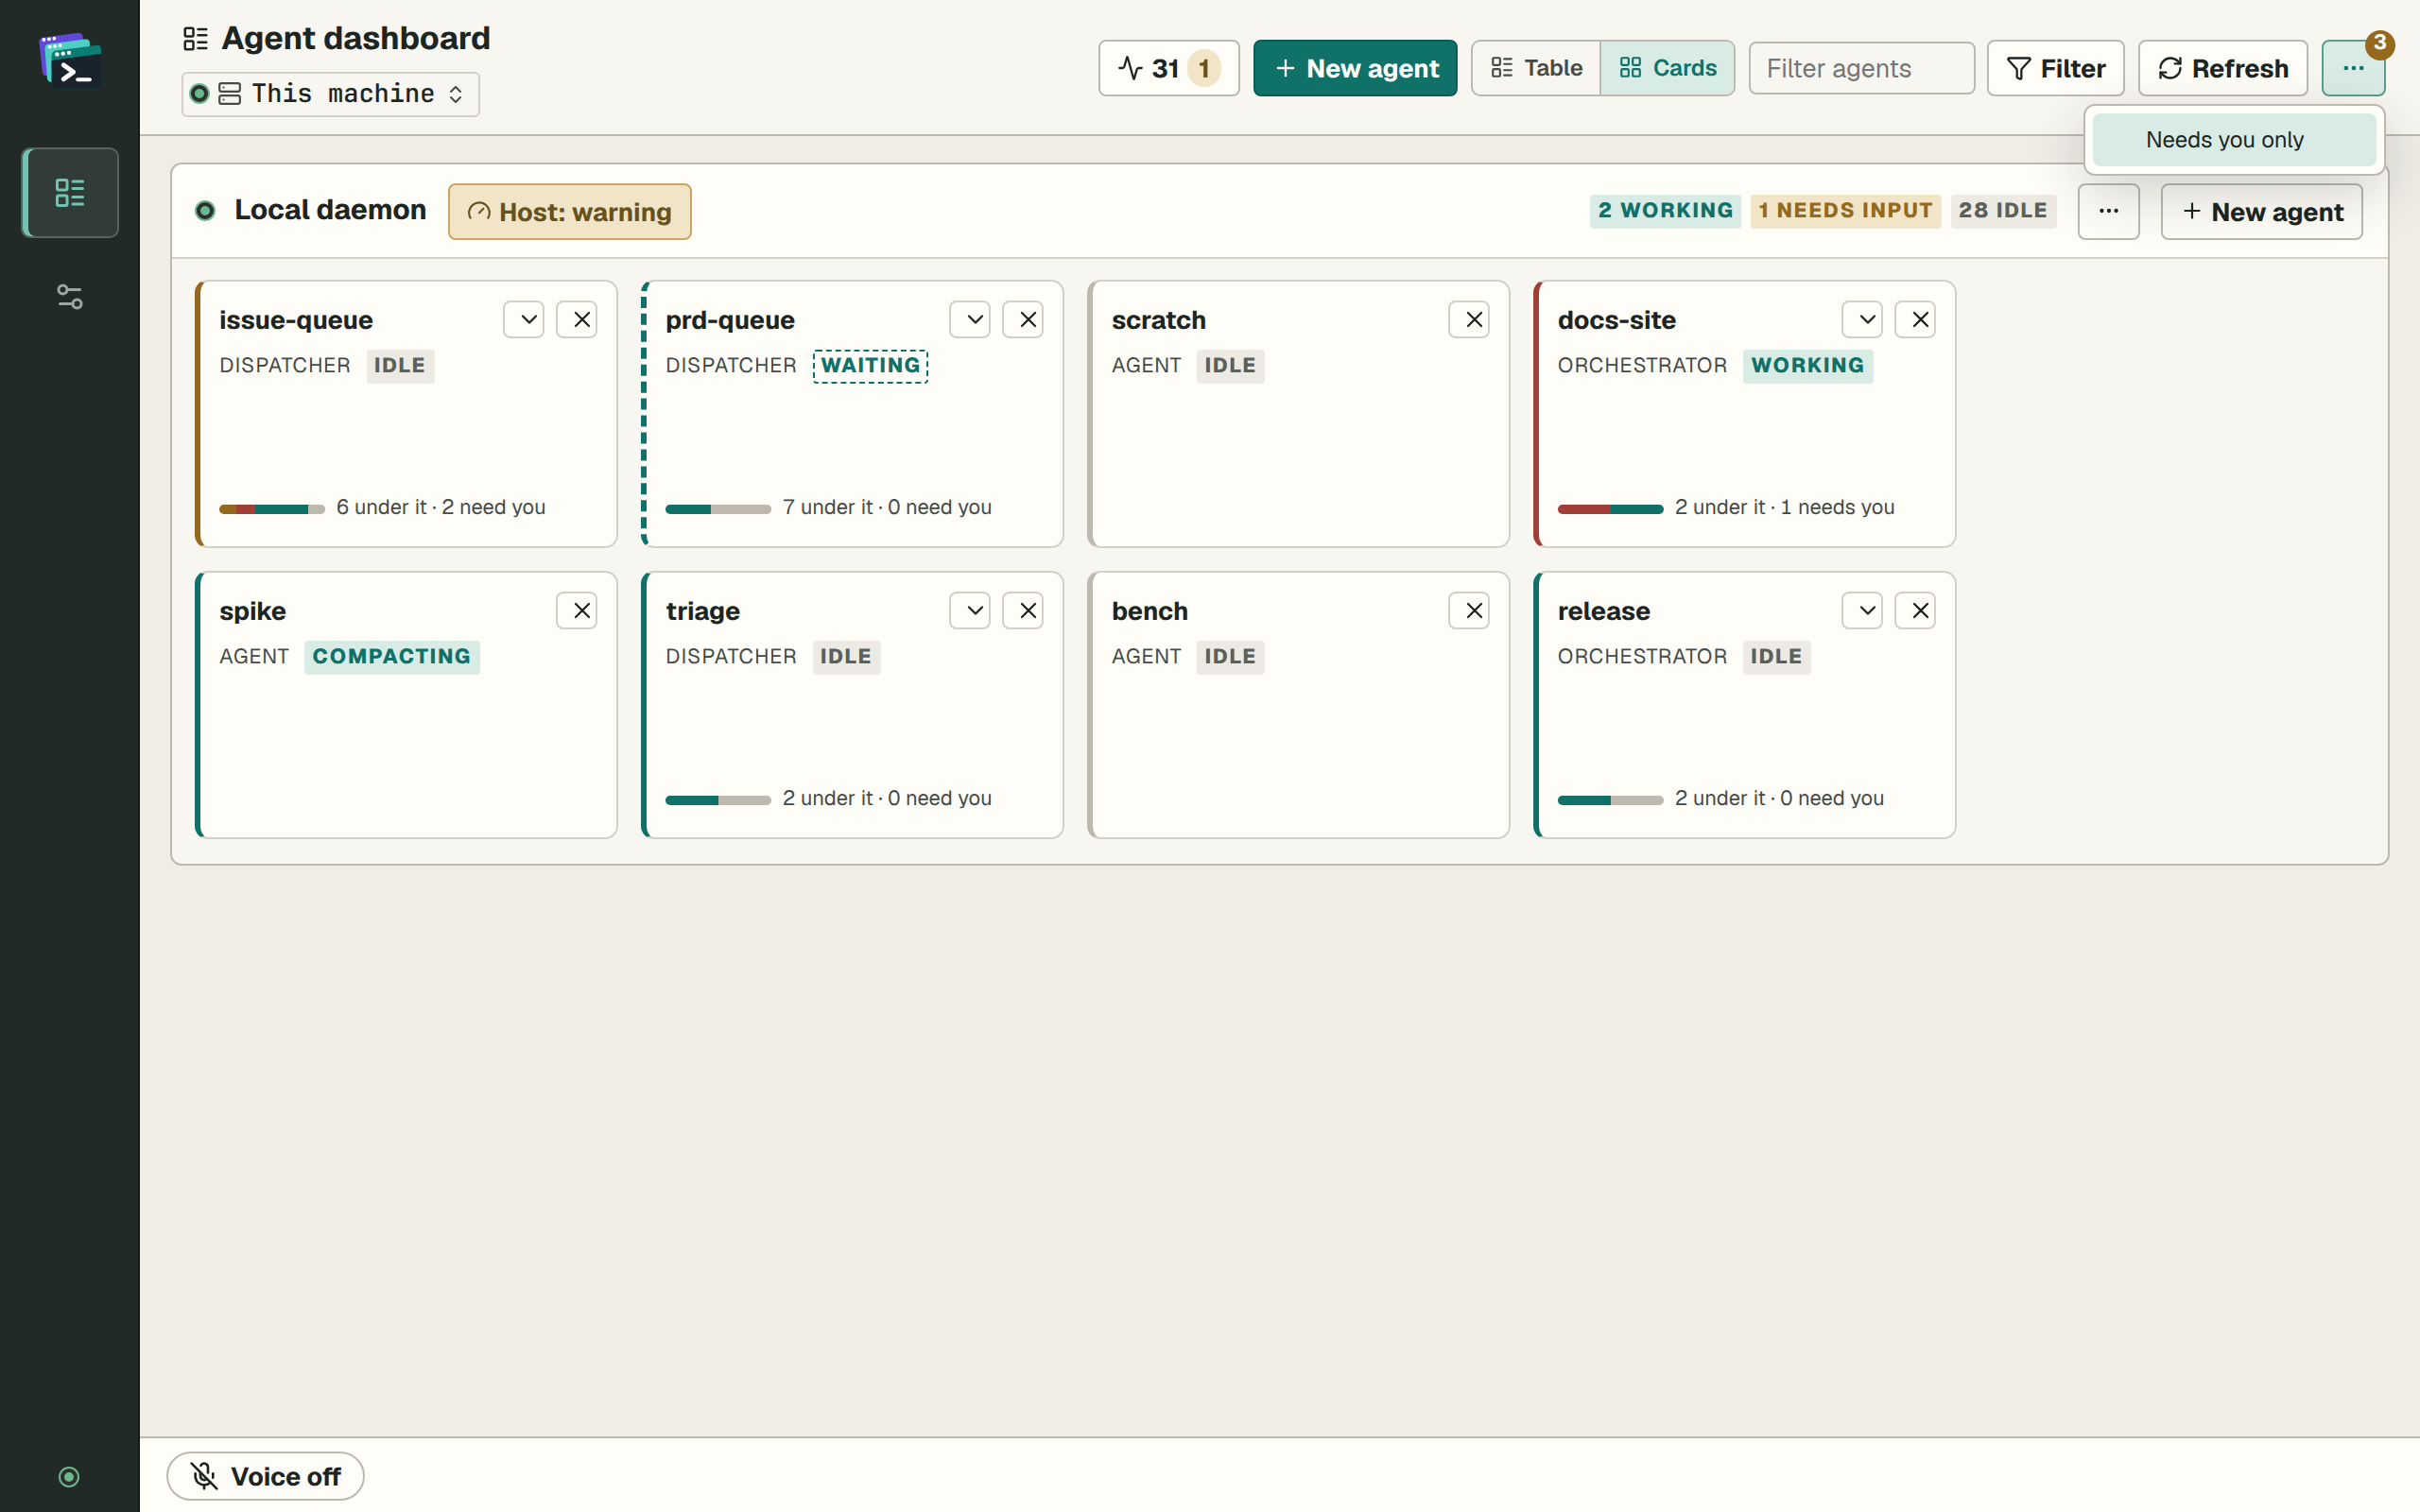 Agent dashboard
This machine
31 1
New agent
Table
Cards
Filter agents
Filter
Refresh
3
Needs you only
Local daemon
Host: warning
2 WORKING
1 NEEDS INPUT
28 IDLE
New agent
issue-queue
DISPATCHER IDLE
6 under it · 2 need you
prd-queue
DISPATCHER WAITING
7 under it · 0 need you
scratch
AGENT IDLE
docs-site
ORCHESTRATOR WORKING
2 under it · 1 needs you
spike
AGENT COMPACTING
triage
DISPATCHER IDLE
2 under it · 0 need you
bench
AGENT IDLE
release
ORCHESTRATOR IDLE
2 under it · 0 need you
Voice off